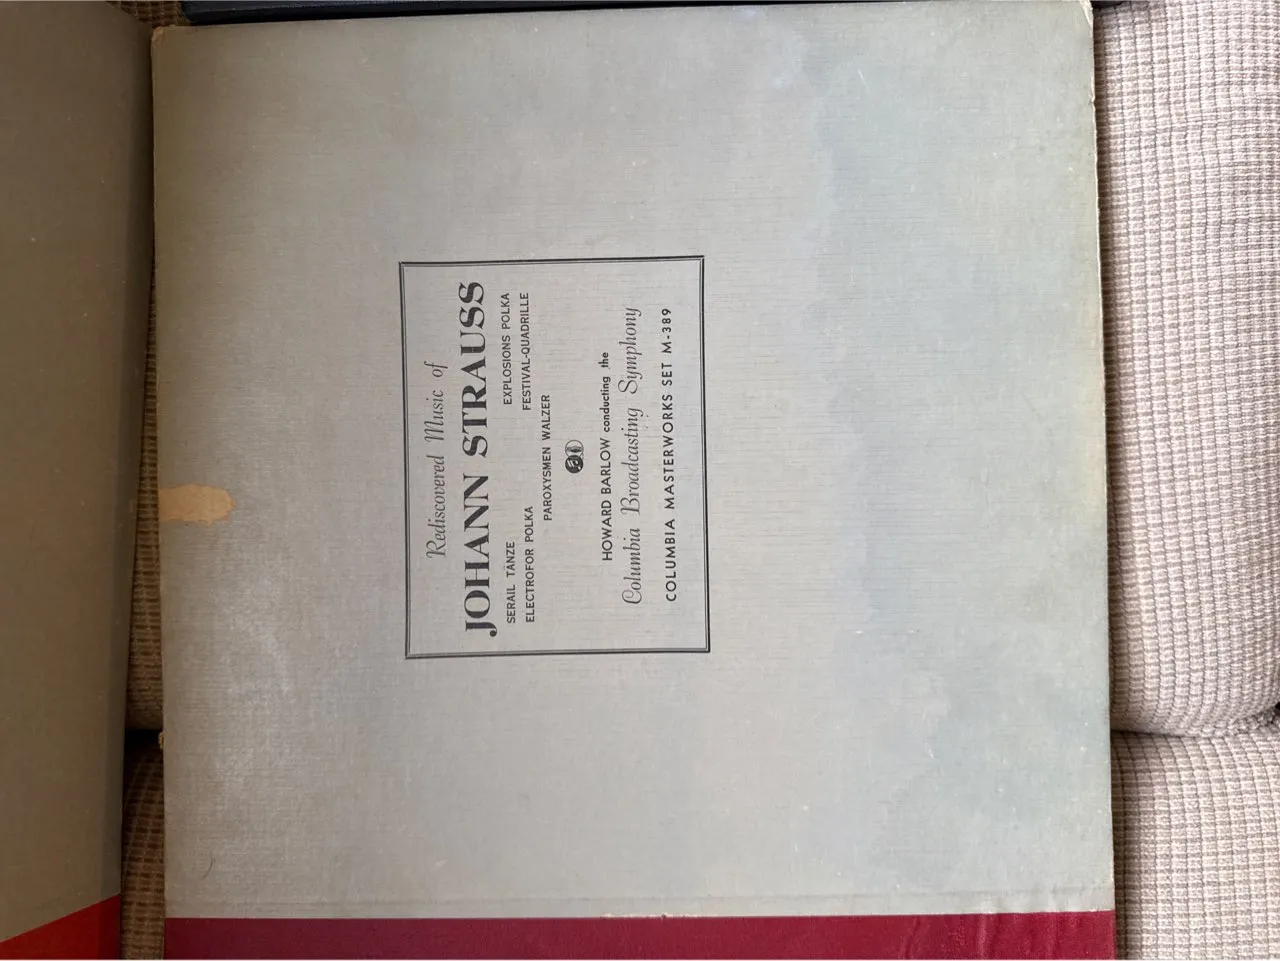 Rediscovered Music of
JOHANN STRAUSS
SERAIL TÄNZE EXPLOSIONS POLKA
ELECTROFOR POLKA FESTIVAL-QUADRILLE
PAROXYSMEN WALZER
HOWARD BARLOW conducting the
Columbia Broadcasting Symphony
COLUMBIA MASTERWORKS SET M-389